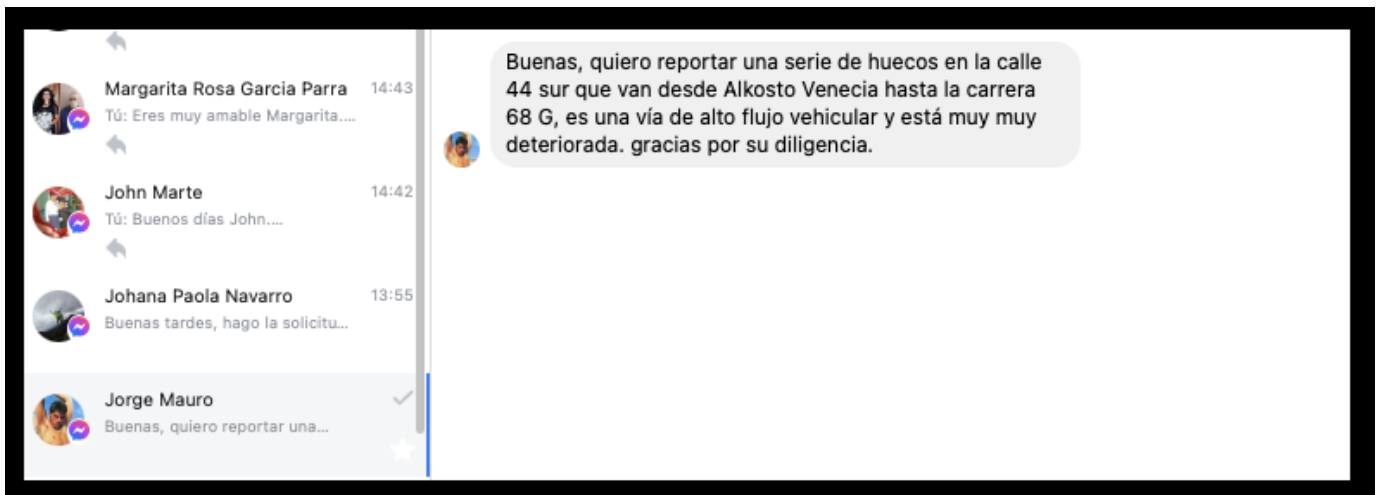 Margarita Rosa Garcia Parra 14:43
Tú: Eres muy amable Margarita....
John Marte 14:42
Tú: Buenos días John....
Johana Paola Navarro 13:55
Buenas tardes, hago la solicitu...
Jorge Mauro
Buenas, quiero reportar una...
Buenas, quiero reportar una serie de huecos en la calle
44 sur que van desde Alkosto Venecia hasta la carrera
68 G, es una vía de alto flujo vehicular y está muy muy
deteriorada. gracias por su diligencia.